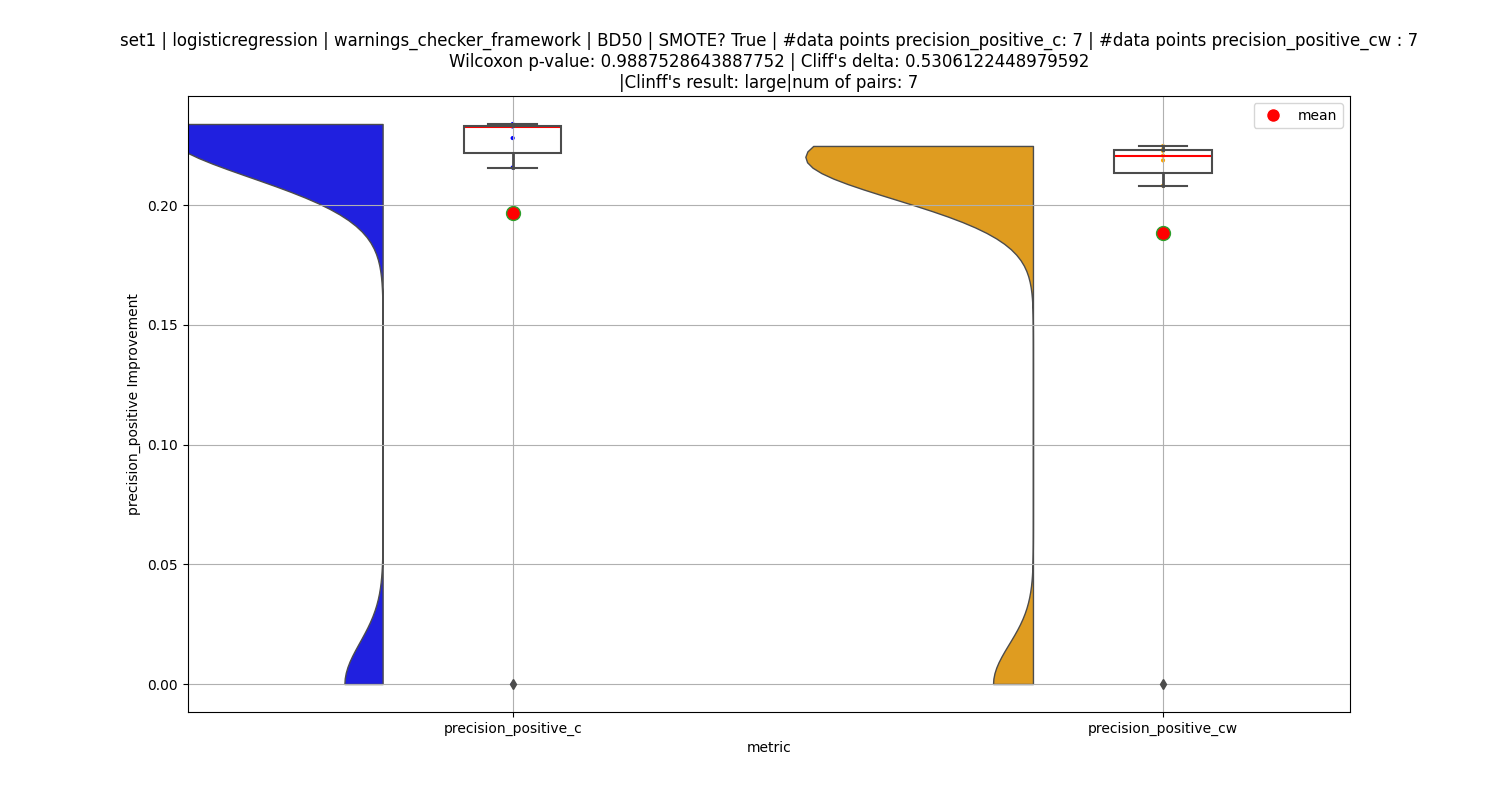 set1 | logisticregression | warnings_checker_framework | BD50 | SMOTE? True | #data points precision_positive_c: 7 | #data points precision_positive_cw : 7
Wilcoxon p-value: 0.9887528643887752 | Cliff's delta: 0.5306122448979592
|Clinff's result: large|num of pairs: 7
mean
0.20
0.15
0.10
0.05
0.00
precision_positive Improvement
precision_positive_c
precision_positive_cw
metric